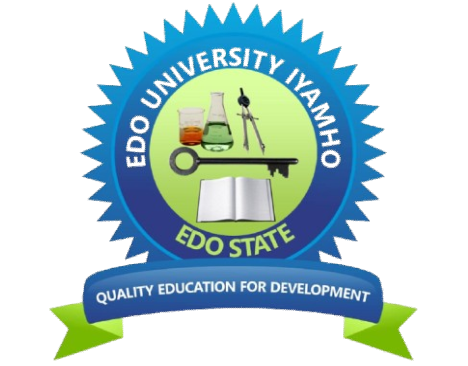 EDO UNIVERSITY IYAMHO
EDO STATE
QUALITY EDUCATION FOR DEVELOPMENT